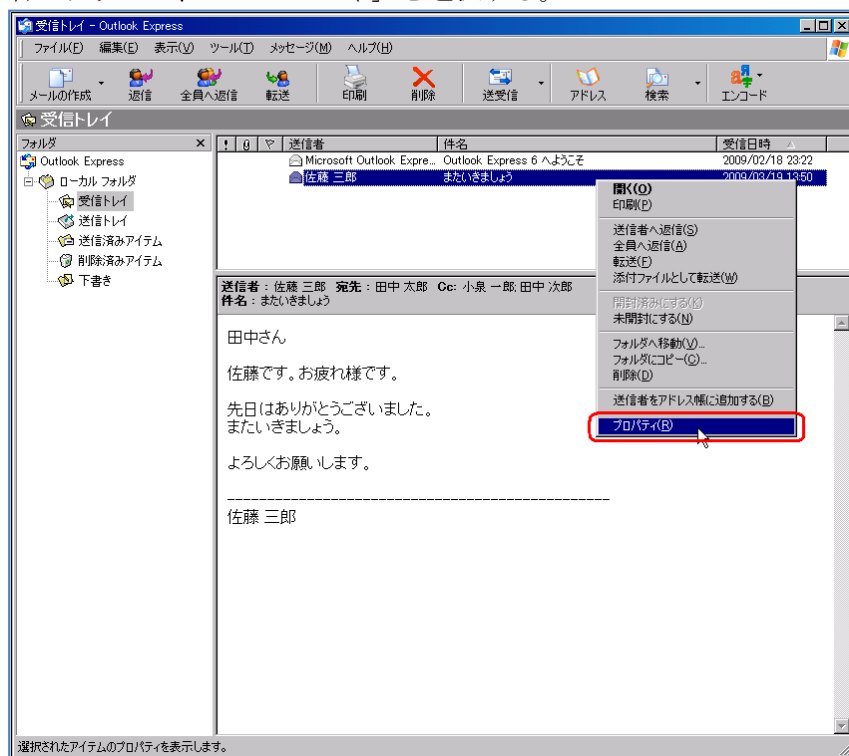 受信トレイ - Outlook Express
ファイル(F) 編集(E) 表示(V) ツール(T) メッセージ(M) ヘルプ(H)
メールの作成 返信 全員へ返信 転送 印刷 削除 送受信 アドレス 検索 エンコード
受信トレイ
フォルダ ×
Outlook Express
ローカル フォルダ
受信トレイ
送信トレイ
送信済みアイテム
削除済みアイテム
下書き
送信者 件名 受信日時
Microsoft Outlook Expre... Outlook Express 6 へようこそ 2009/02/18 23:22
佐藤 三郎 またいきましょう 2009/03/19 13:50
開く(O)
印刷(P)
送信者へ返信(S)
全員へ返信(A)
転送(F)
添付ファイルとして転送(W)
開封済みにする(K)
未開封にする(N)
フォルダへ移動(V)...
フォルダにコピー(C)...
削除(D)
送信者をアドレス帳に追加する(B)
プロパティ(R)
送信者：佐藤 三郎 宛先：田中 太郎 Cc: 小泉 一郎; 田中 次郎
件名：またいきましょう
田中さん
佐藤です。お疲れ様です。
先日はありがとうございました。
またいきましょう。
よろしくお願いします。
佐藤 三郎
選択されたアイテムのプロパティを表示します。